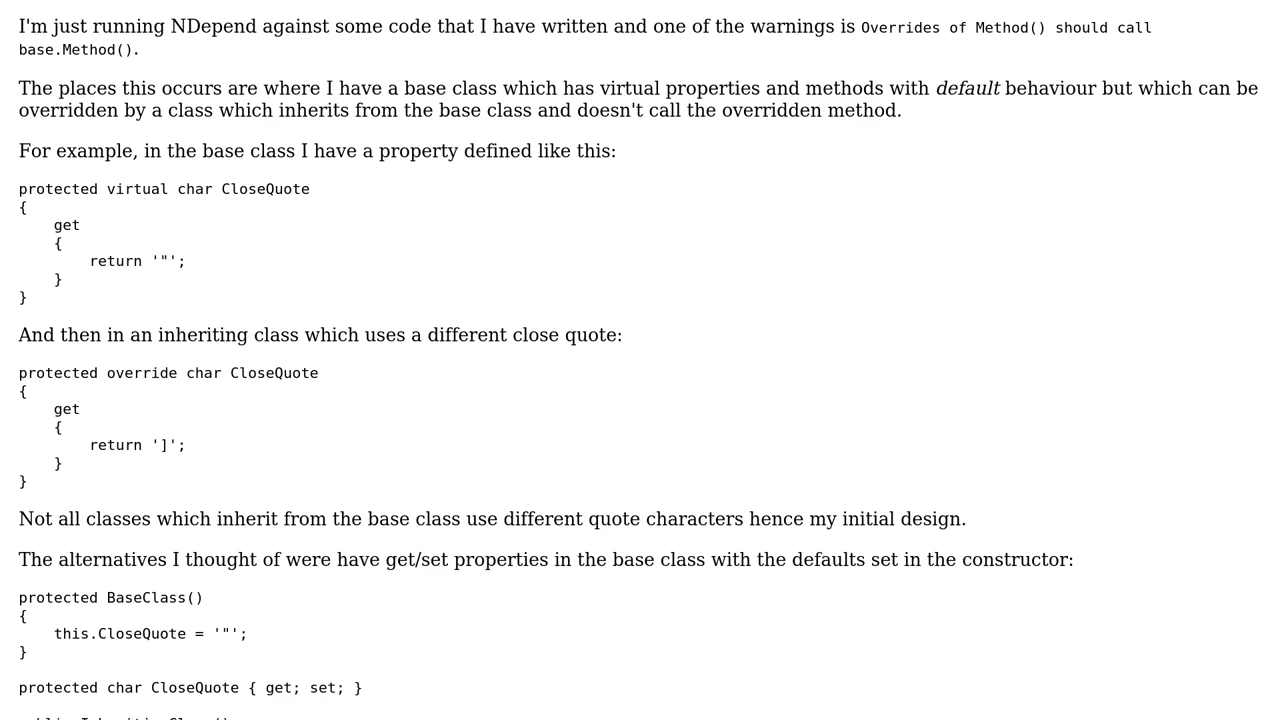 I'm just running NDepend against some code that I have written and one of the warnings is Overrides of Method() should call
base.Method().
The places this occurs are where I have a base class which has virtual properties and methods with default behaviour but which can be
overridden by a class which inherits from the base class and doesn't call the overridden method.
For example, in the base class I have a property defined like this:
protected virtual char CloseQuote
{
    get
    {
        return '"';
    }
}
And then in an inheriting class which uses a different close quote:
protected override char CloseQuote
{
    get
    {
        return ']';
    }
}
Not all classes which inherit from the base class use different quote characters hence my initial design.
The alternatives I thought of were have get/set properties in the base class with the defaults set in the constructor:
protected BaseClass()
{
    this.CloseQuote = '"';
}
protected char CloseQuote { get; set; }